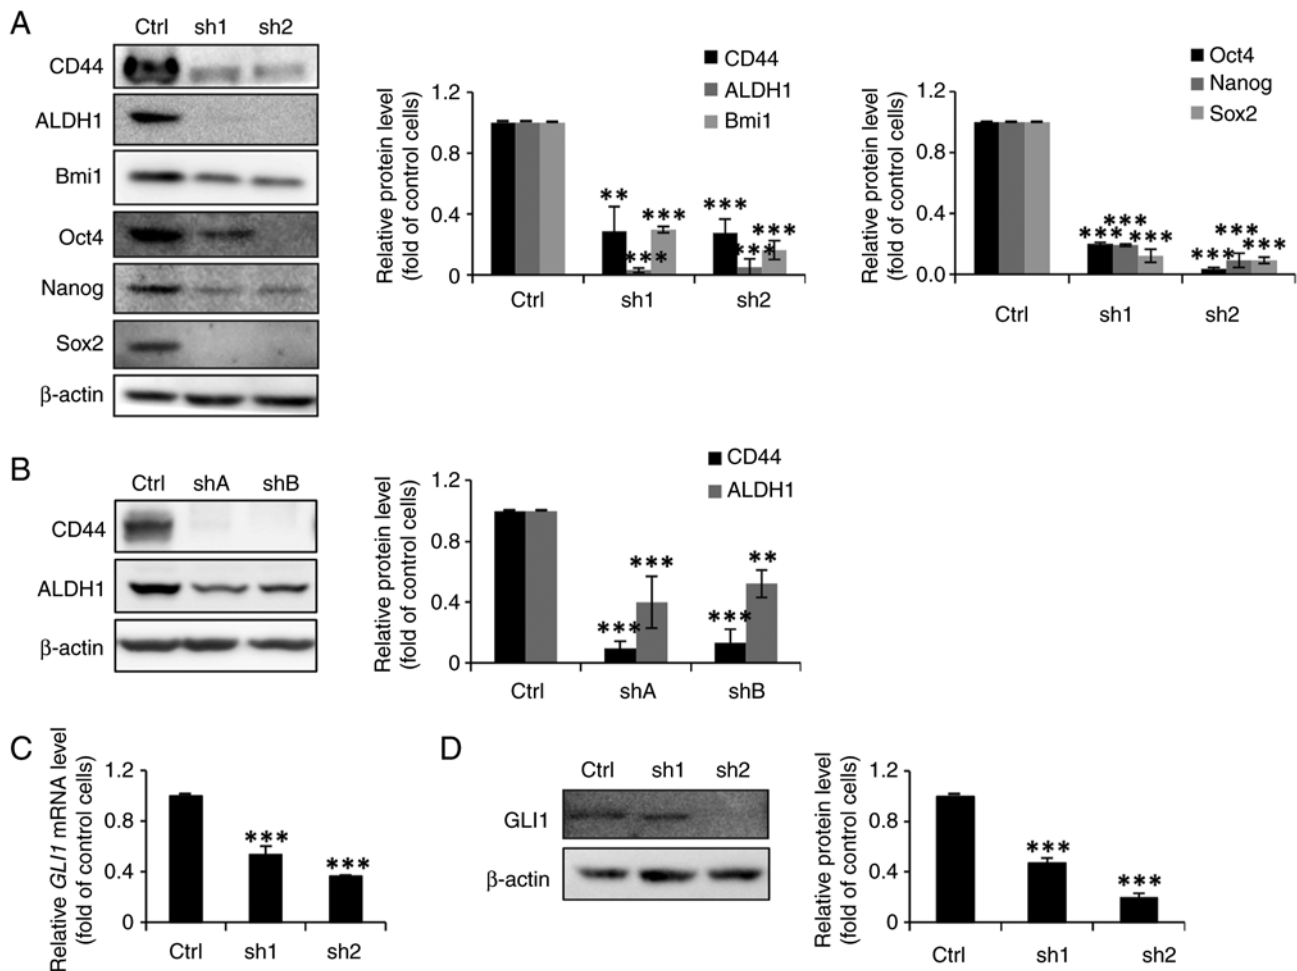 A
Ctrl sh1 sh2
CD44
ALDH1
Bmi1
Oct4
Nanog
Sox2
β-actin
CD44
ALDH1
Bmi1
Relative protein level
(fold of control cells)
1.2
0.8
0.4
0
** *** *** *** *** ***
Ctrl sh1 sh2
Oct4
Nanog
Sox2
Relative protein level
(fold of control cells)
1.2
0.8
0.4
0.0
*** *** *** *** *** ***
Ctrl sh1 sh2
B
Ctrl shA shB
CD44
ALDH1
β-actin
CD44
ALDH1
Relative protein level
(fold of control cells)
1.2
0.8
0.4
0
*** *** *** **
Ctrl shA shB
C
Relative GLI1 mRNA level
(fold of control cells)
1.2
0.8
0.4
0
*** ***
Ctrl sh1 sh2
D
Ctrl sh1 sh2
GLI1
β-actin
Relative protein level
(fold of control cells)
1.2
0.8
0.4
0
*** ***
Ctrl sh1 sh2